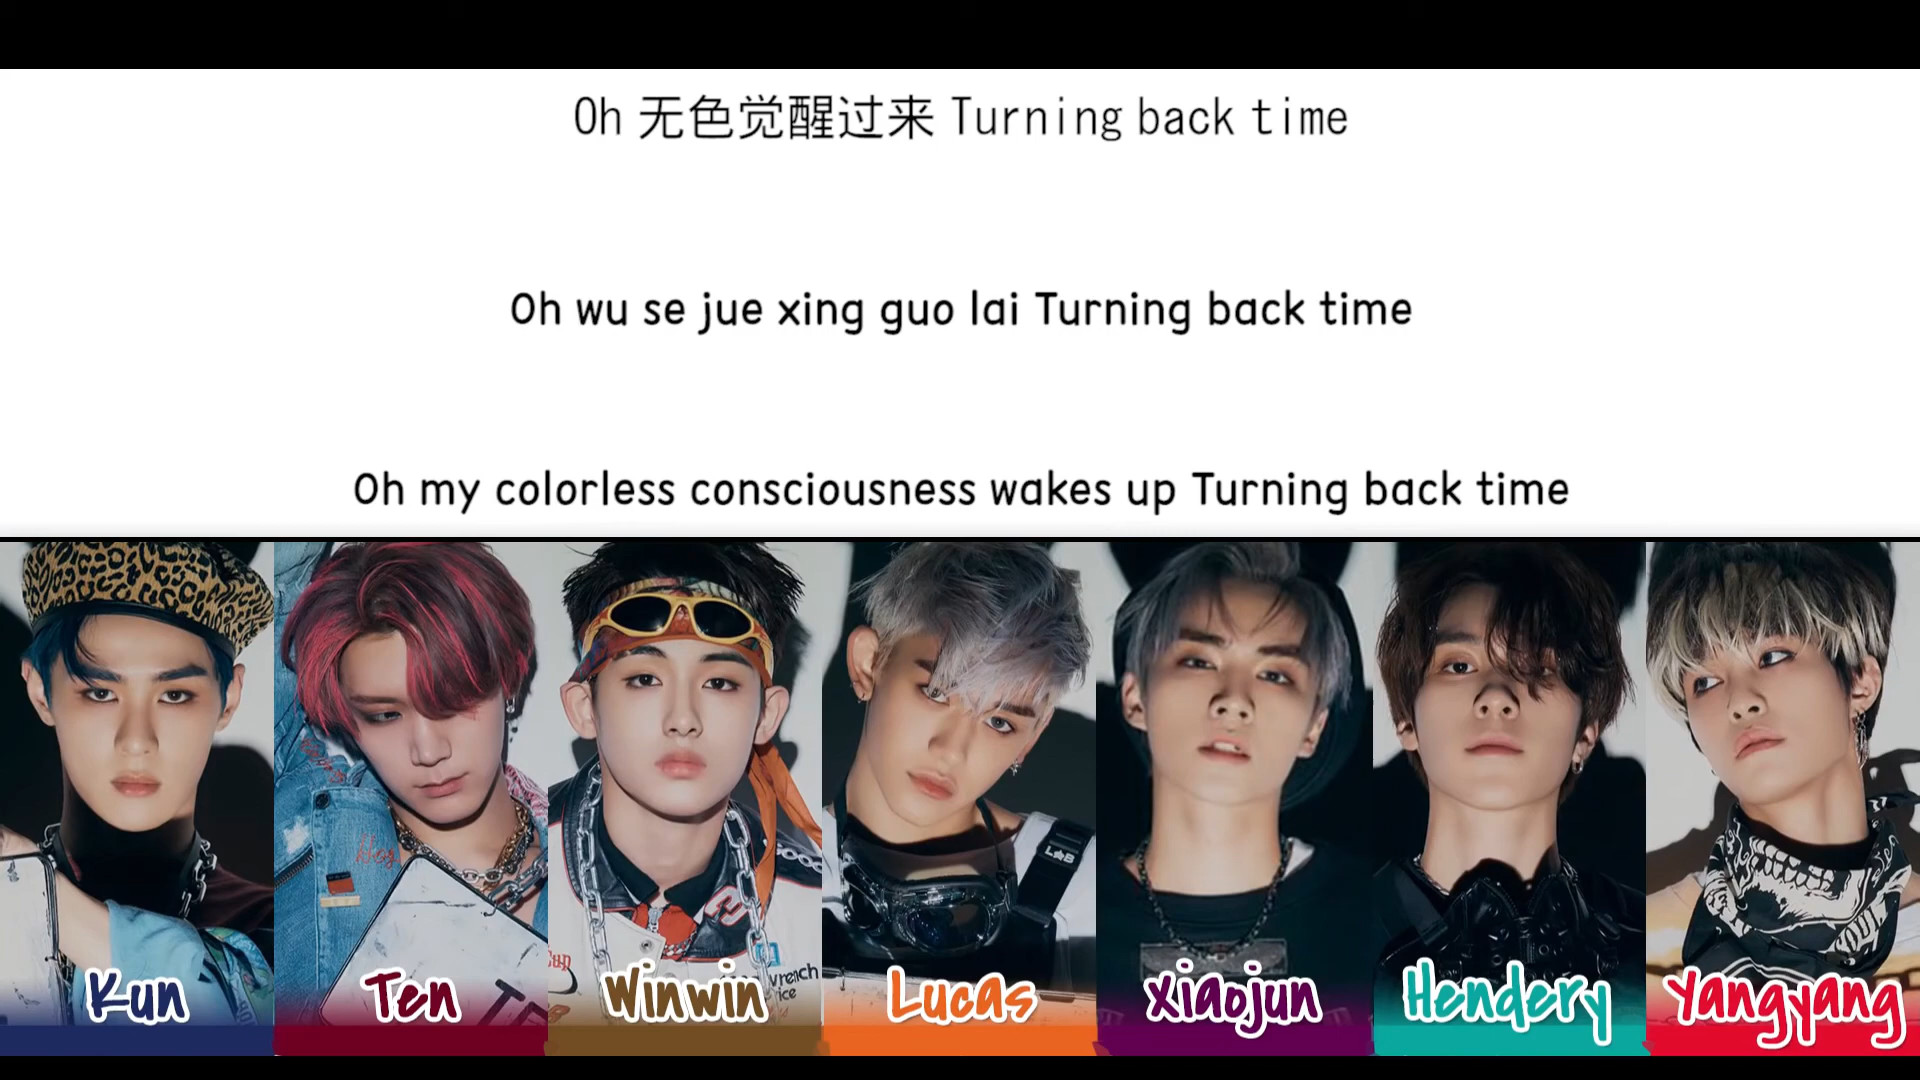 Oh 无色觉醒过来 Turning back time
Oh wu se jue xing guo lai Turning back time
Oh my colorless consciousness wakes up Turning back time
Kun
Ten
Winwin
Lucas
Xiaojun
Hendery
Yangyang